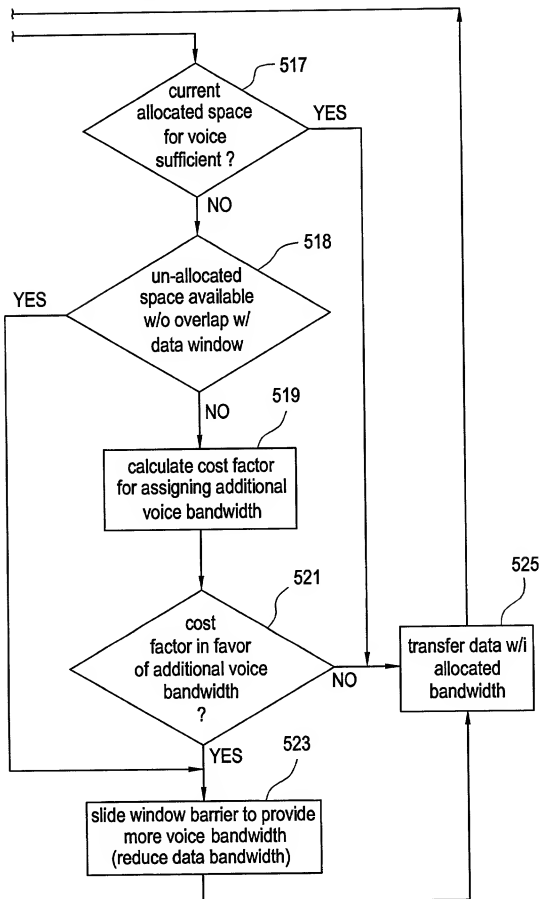 517
current
allocated space
for voice
sufficient ?
YES
NO
518
un-allocated
space available
w/o overlap w/
data window
YES
NO
519
calculate cost factor
for assigning additional
voice bandwidth
521
cost
factor in favor
of additional voice
bandwidth
?
NO
YES
525
transfer data w/i
allocated
bandwidth
523
slide window barrier to provide
more voice bandwidth
(reduce data bandwidth)